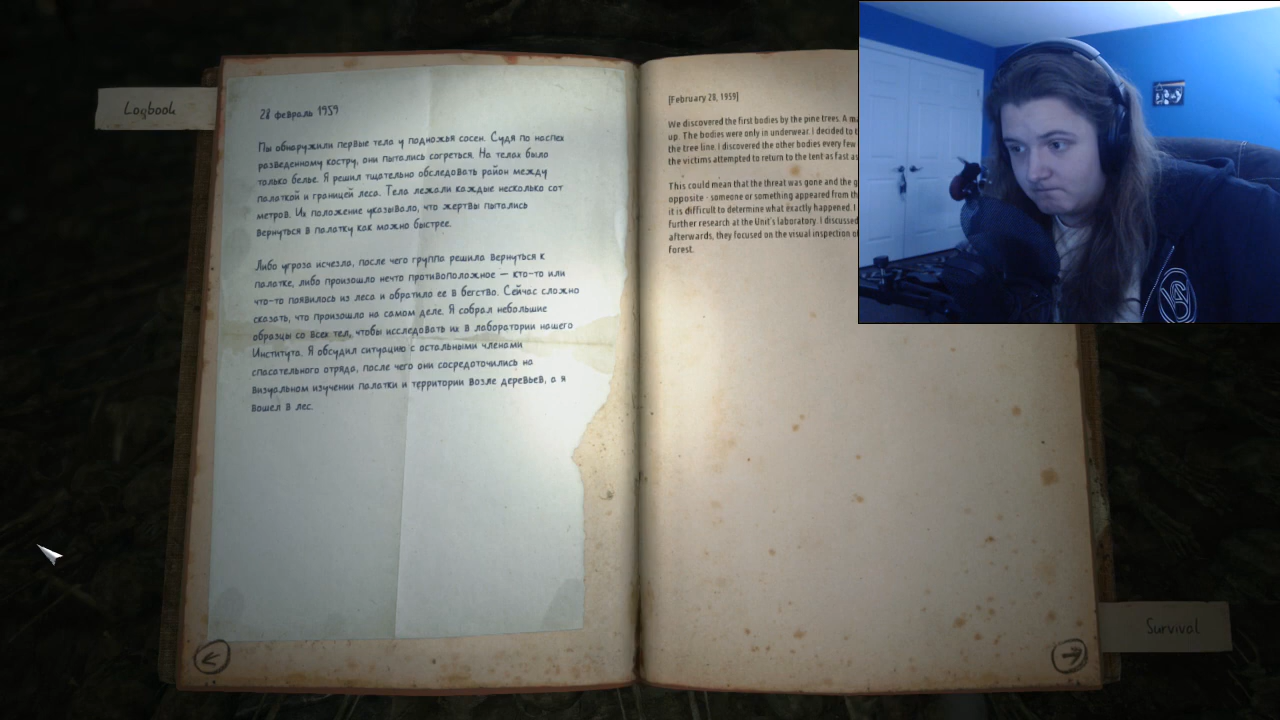 Logbook
28 февраль 1959
Мы обнаружили первые тела у подножья сосен. Судя по наспех
разведенному костру, они пытались согреться. На телах было
только белье. Я решил тщательно обследовать район между
палаткой и границей леса. Тела лежали каждые несколько сот
метров. Их положение указывало, что жертвы пытались
вернуться в палатку как можно быстрее.
Либо угроза исчезла, после чего группа решила вернуться к
палатке, либо произошло нечто противоположное – кто-то или
что-то появилось из леса и обратило ее в бегство. Сейчас сложно
сказать, что произошло на самом деле. Я собрал небольшие
образцы со всех тел, чтобы исследовать их в лаборатории нашего
Института. Я обсудил ситуацию с остальными членами
спасательного отряда, после чего они сосредоточились на
визуальном изучении палатки и территории возле деревьев, а я
вошел в лес.
[February 28, 1959]
We discovered the first bodies by the pine trees. A
up. The bodies were only in underwear. I decided to
the tree line. I discovered the other bodies every few
the victims attempted to return to the tent as fast
This could mean that the threat was gone and the
opposite - someone or something appeared from
it is difficult to determine what exactly happened. I
further research at the Unit's laboratory. I discussed
afterwards, they focused on the visual inspection
forest.
Survival